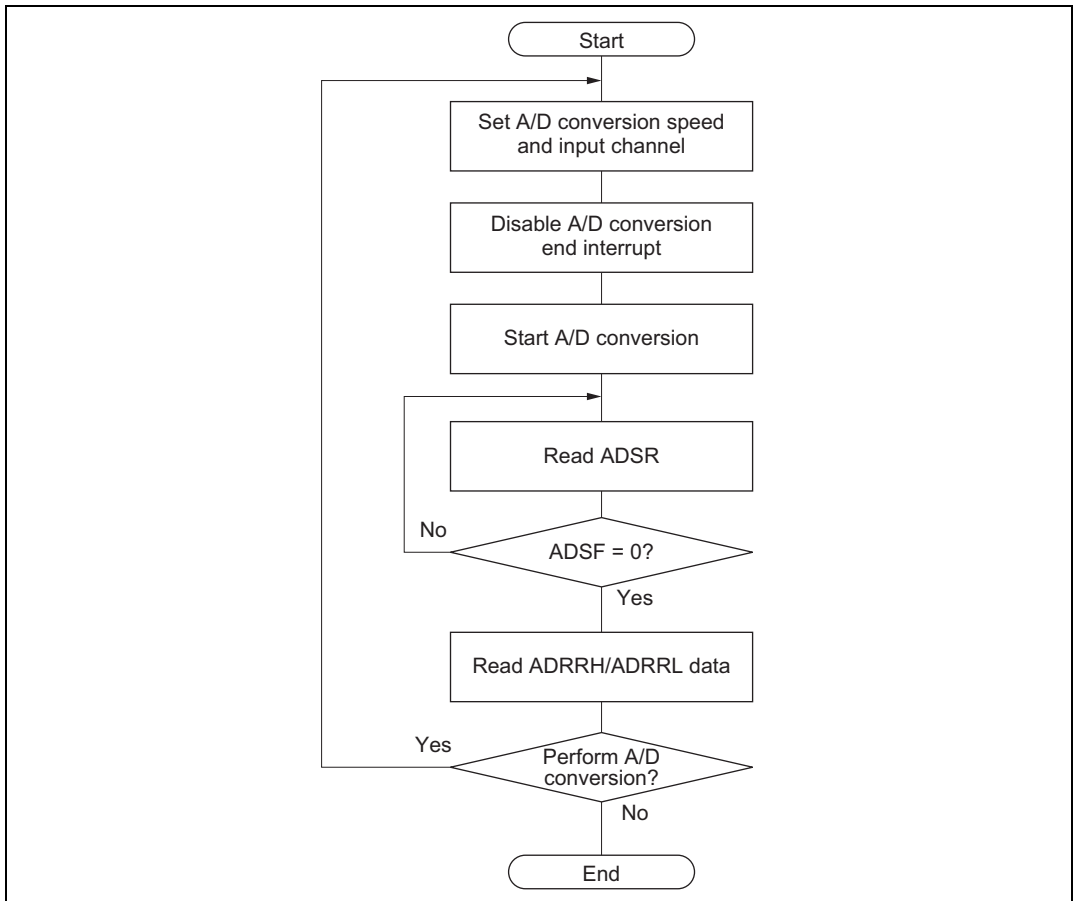 Start
Set A/D conversion speed
and input channel
Disable A/D conversion
end interrupt
Start A/D conversion
Read ADSR
No
ADSF = 0?
Yes
Read ADRRH/ADRRL data
Yes
Perform A/D
conversion?
No
End